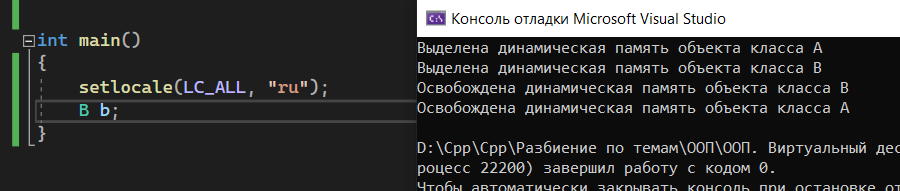 int main()
{
setlocale(LC_ALL, "ru");
B b;
}
Консоль отладки Microsoft Visual Studio
Выделена динамическая память объекта класса A
Выделена динамическая память объекта класса B
Освобождена динамическая память объекта класса B
Освобождена динамическая память объекта класса A
D:\Cpp\Cpp\Разбиение по темам\ООП\ООП. Виртуальный дес
роцесс 22200) завершил работу с кодом 0.
Чтобы автоматически закрывать консоль при остановке от